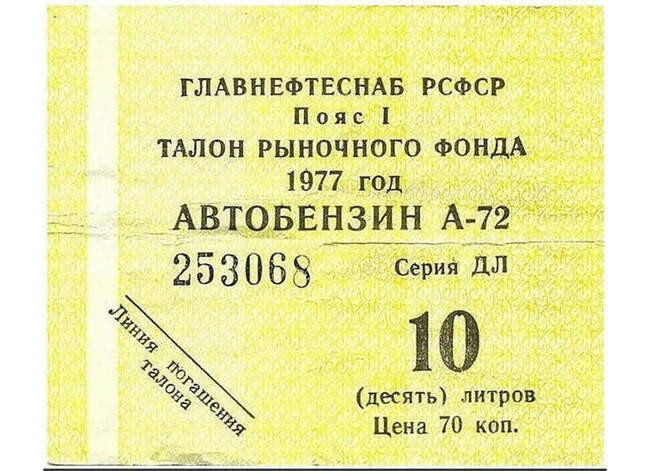 ГЛАВНЕФТЕСНАБ РСФСР
Пояс I
ТАЛОН РЫНОЧНОГО ФОНДА
1977 год
АВТОБЕНЗИН А-72
253068 Серия ДЛ
10
(десять) литров
Цена 70 коп.
Линия погашения
талона